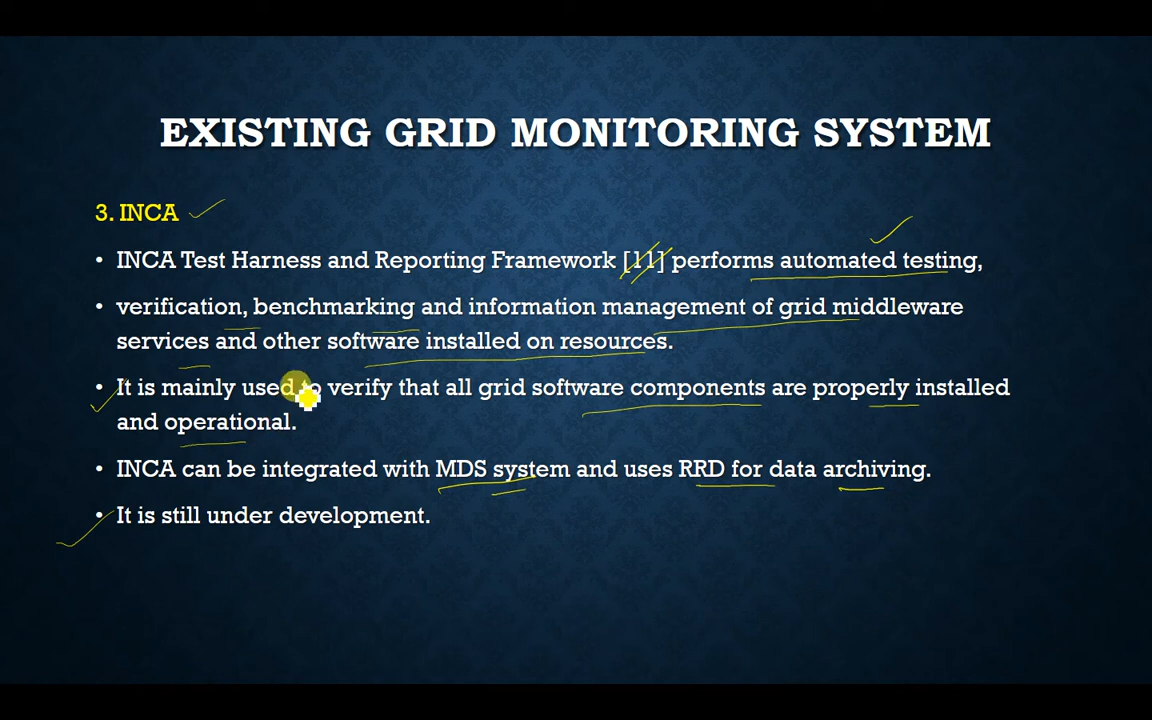 EXISTING GRID MONITORING SYSTEM
3. INCA
• INCA Test Harness and Reporting Framework [11] performs automated testing,
• verification, benchmarking and information management of grid middleware
services and other software installed on resources.
• It is mainly used to verify that all grid software components are properly installed
and operational.
• INCA can be integrated with MDS system and uses RRD for data archiving.
• It is still under development.